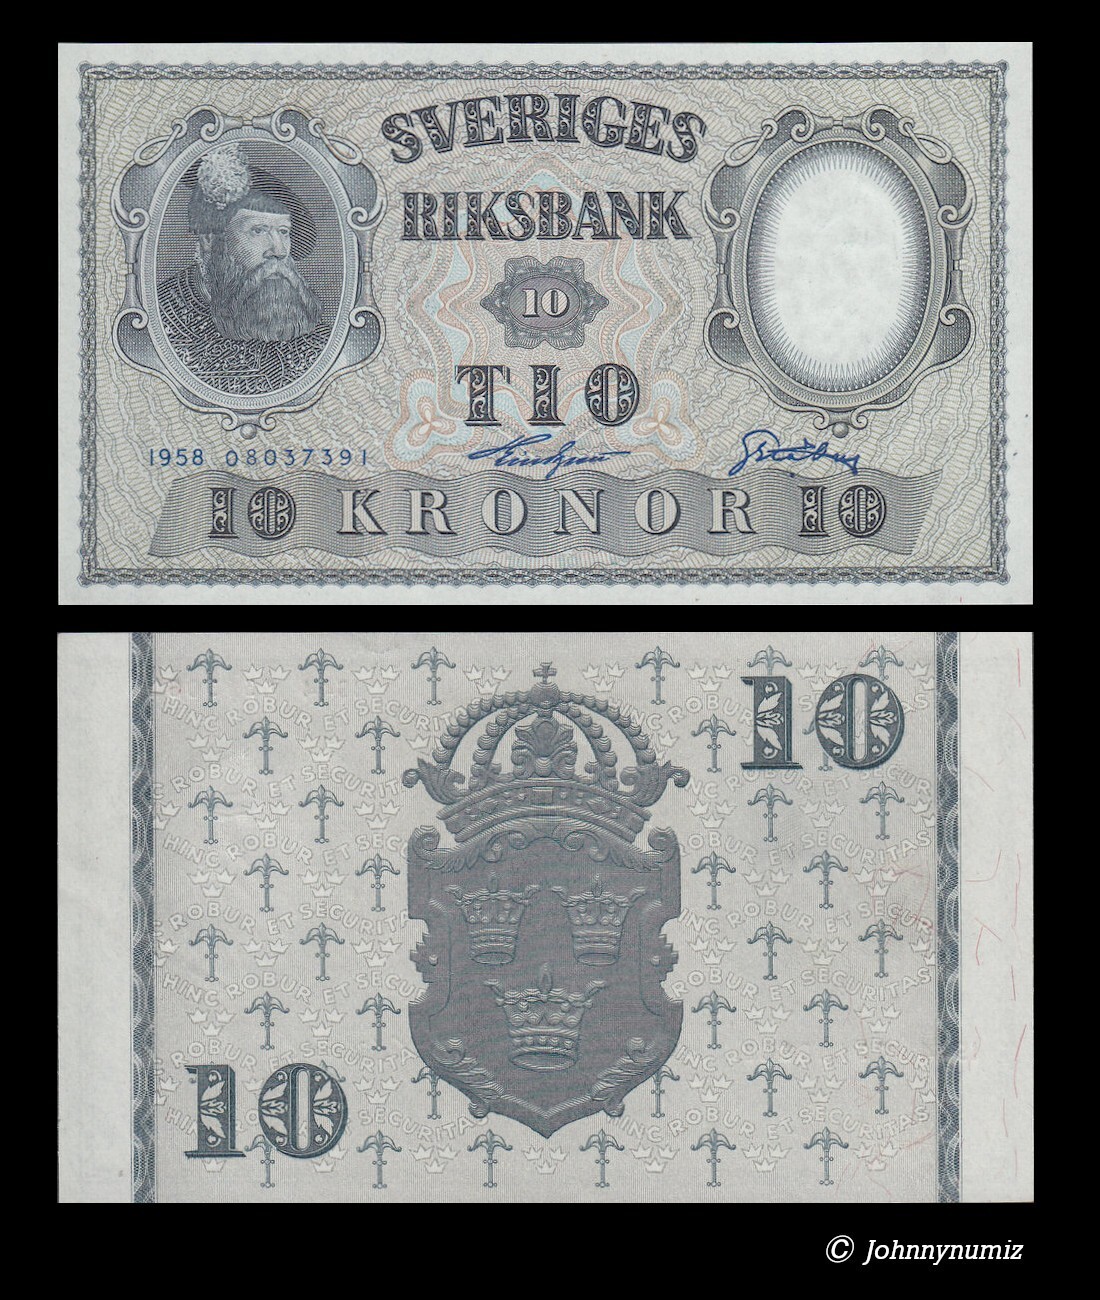 SVERIGES
RIKSBANK
10
TIO
1958 08037391
10 KRONOR 10
10
HINC ROBUR ET SECURITAS
10
© Johnnynumiz